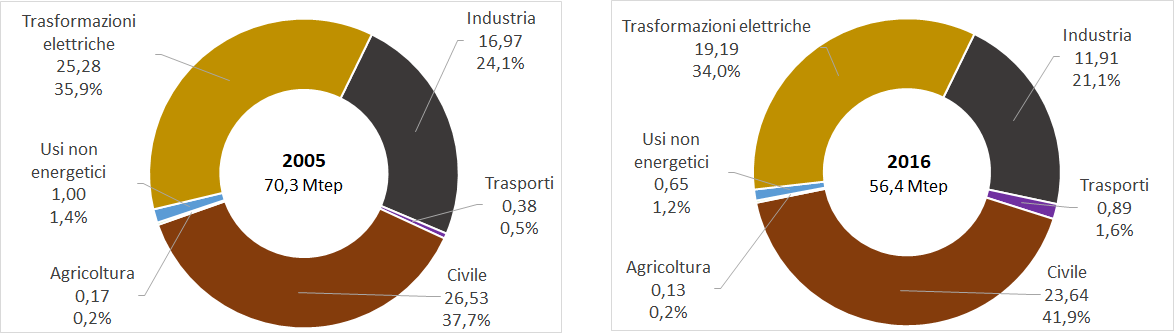 Trasformazioni
elettriche
25,28
35,9%
Industria
16,97
24,1%
Usi non
energetici
1,00
1,4%
2005
70,3 Mtep
Trasporti
0,38
0,5%
Agricoltura
0,17
0,2%
Civile
26,53
37,7%
Trasformazioni elettriche
19,19
34,0%
Industria
11,91
21,1%
Usi non
energetici
0,65
1,2%
2016
56,4 Mtep
Trasporti
0,89
1,6%
Agricoltura
0,13
0,2%
Civile
23,64
41,9%